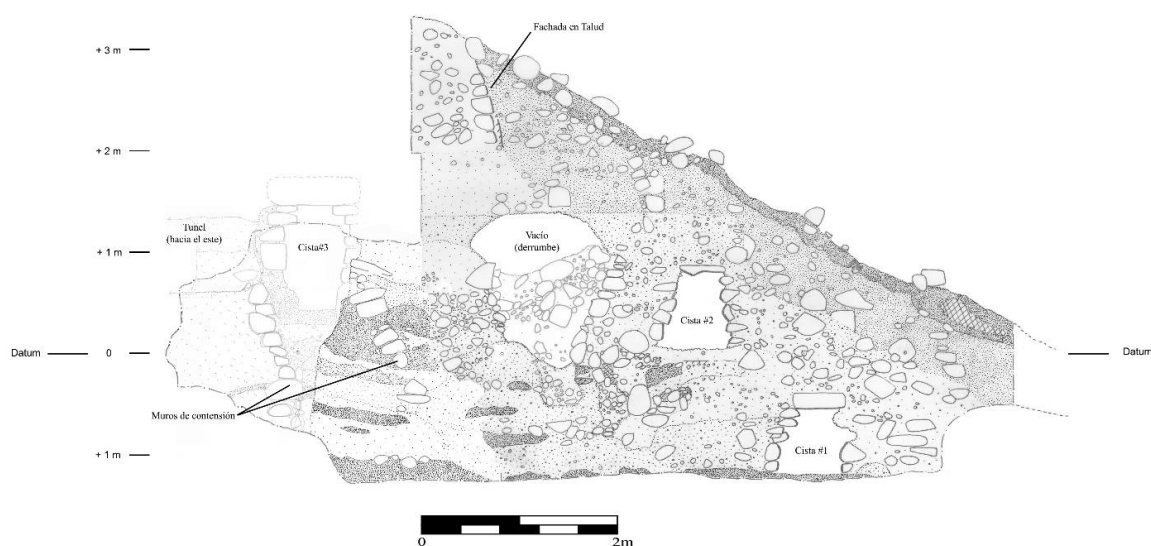 Fachada en Talud
+ 3 m
+ 2 m
Tunel
(hacia el este)
Cista#3
Vacío
(derrumbe)
+ 1 m
Cista #2
Datum
0
Datum
Muros de contensión
Cista #1
+ 1 m
0
2m